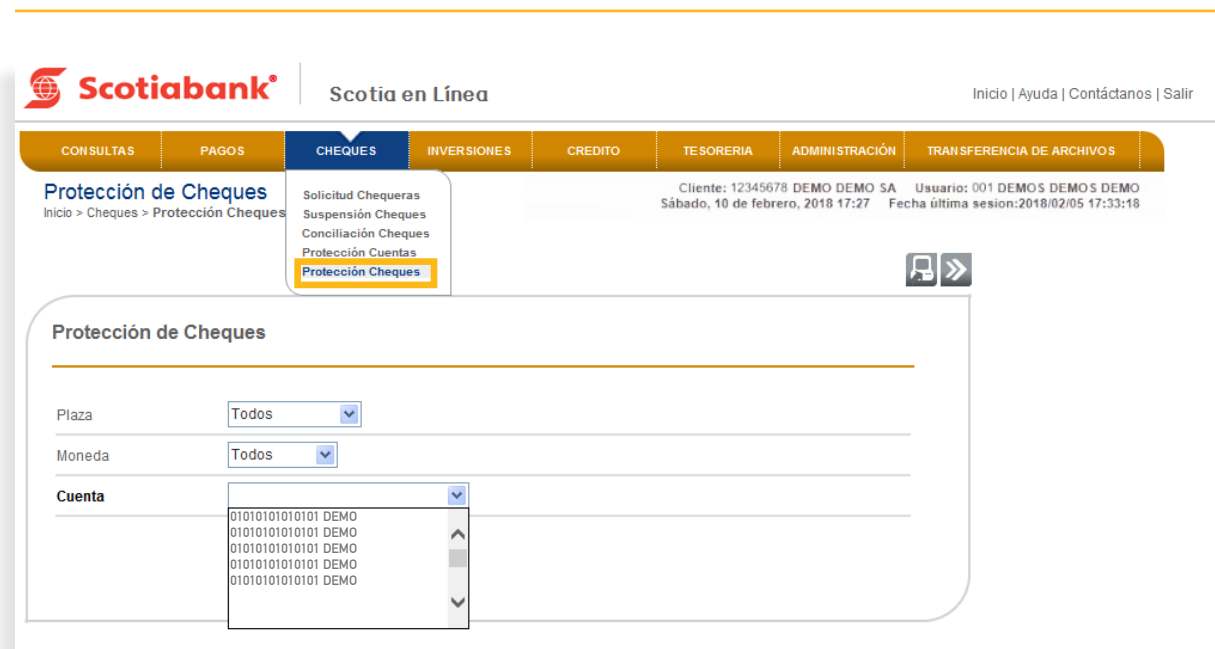 Scotiabank®
Scotia en Línea
Inicio | Ayuda | Contáctanos | Salir
CONSULTAS PAGOS CHEQUES INVERSIONES CREDITO TESORERIA ADMINISTRACIÓN TRANSFERENCIA DE ARCHIVOS
Protección de Cheques
Inicio > Cheques > Protección Cheques
Solicitud Chequeras
Suspensión Cheques
Conciliación Cheques
Protección Cuentas
Protección Cheques
Cliente: 12345678 DEMO DEMO SA Usuario: 001 DEMOS DEMOS DEMO
Sábado, 10 de febrero, 2018 17:27 Fecha última sesion:2018/02/05 17:33:18
Protección de Cheques
Plaza Todos
Moneda Todos
Cuenta
01010101010101 DEMO
01010101010101 DEMO
01010101010101 DEMO
01010101010101 DEMO
01010101010101 DEMO